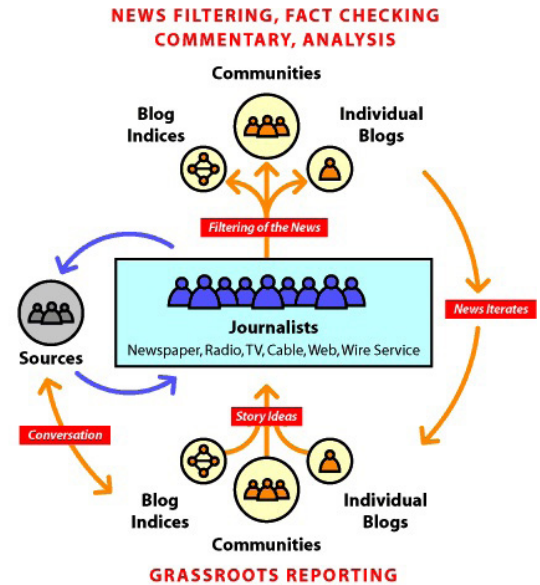 NEWS FILTERING, FACT CHECKING
COMMENTARY, ANALYSIS
Communities
Blog
Indices
Individual
Blogs
Filtering of the News
Journalists
Newspaper, Radio, TV, Cable, Web, Wire Service
News Iterates
Sources
Story Ideas
Conversation
Blog
Indices
Individual
Blogs
Communities
GRASSROOTS REPORTING